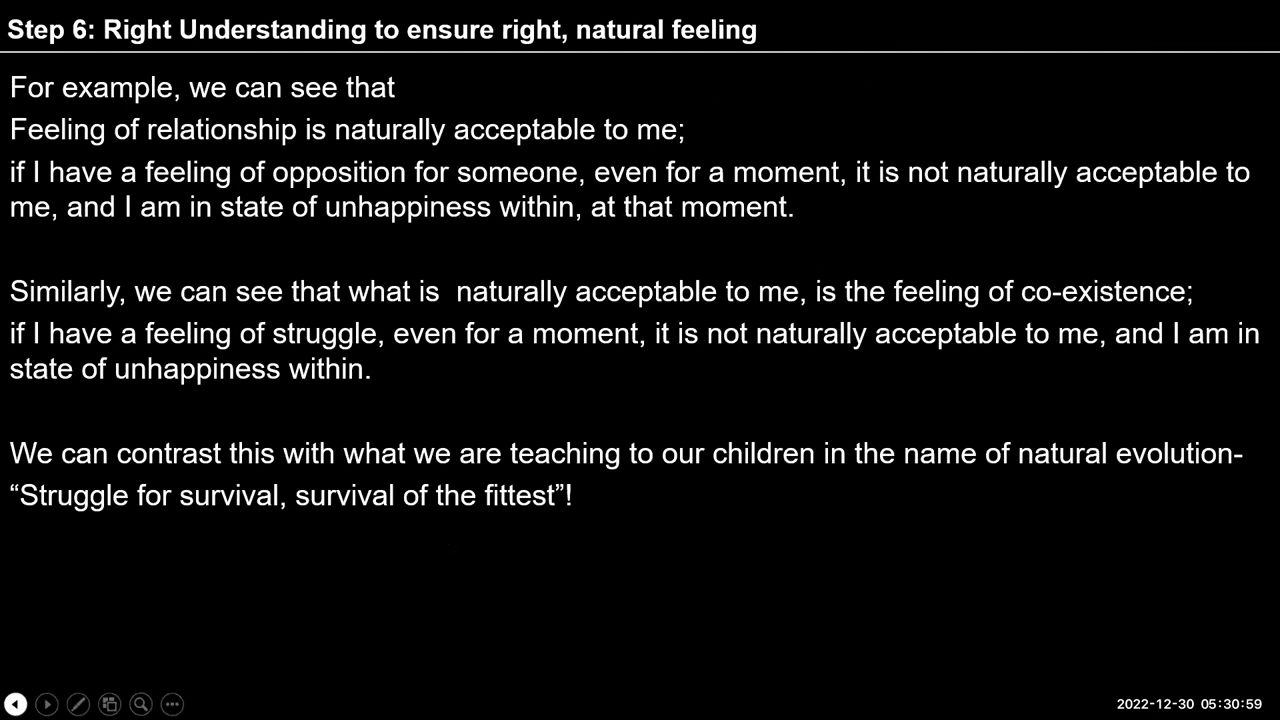 Step 6: Right Understanding to ensure right, natural feeling
For example, we can see that
Feeling of relationship is naturally acceptable to me;
if I have a feeling of opposition for someone, even for a moment, it is not naturally acceptable to
me, and I am in state of unhappiness within, at that moment.
Similarly, we can see that what is  naturally acceptable to me, is the feeling of co-existence;
if I have a feeling of struggle, even for a moment, it is not naturally acceptable to me, and I am in
state of unhappiness within.
We can contrast this with what we are teaching to our children in the name of natural evolution-
“Struggle for survival, survival of the fittest”!
2022-12-30 05:30:59